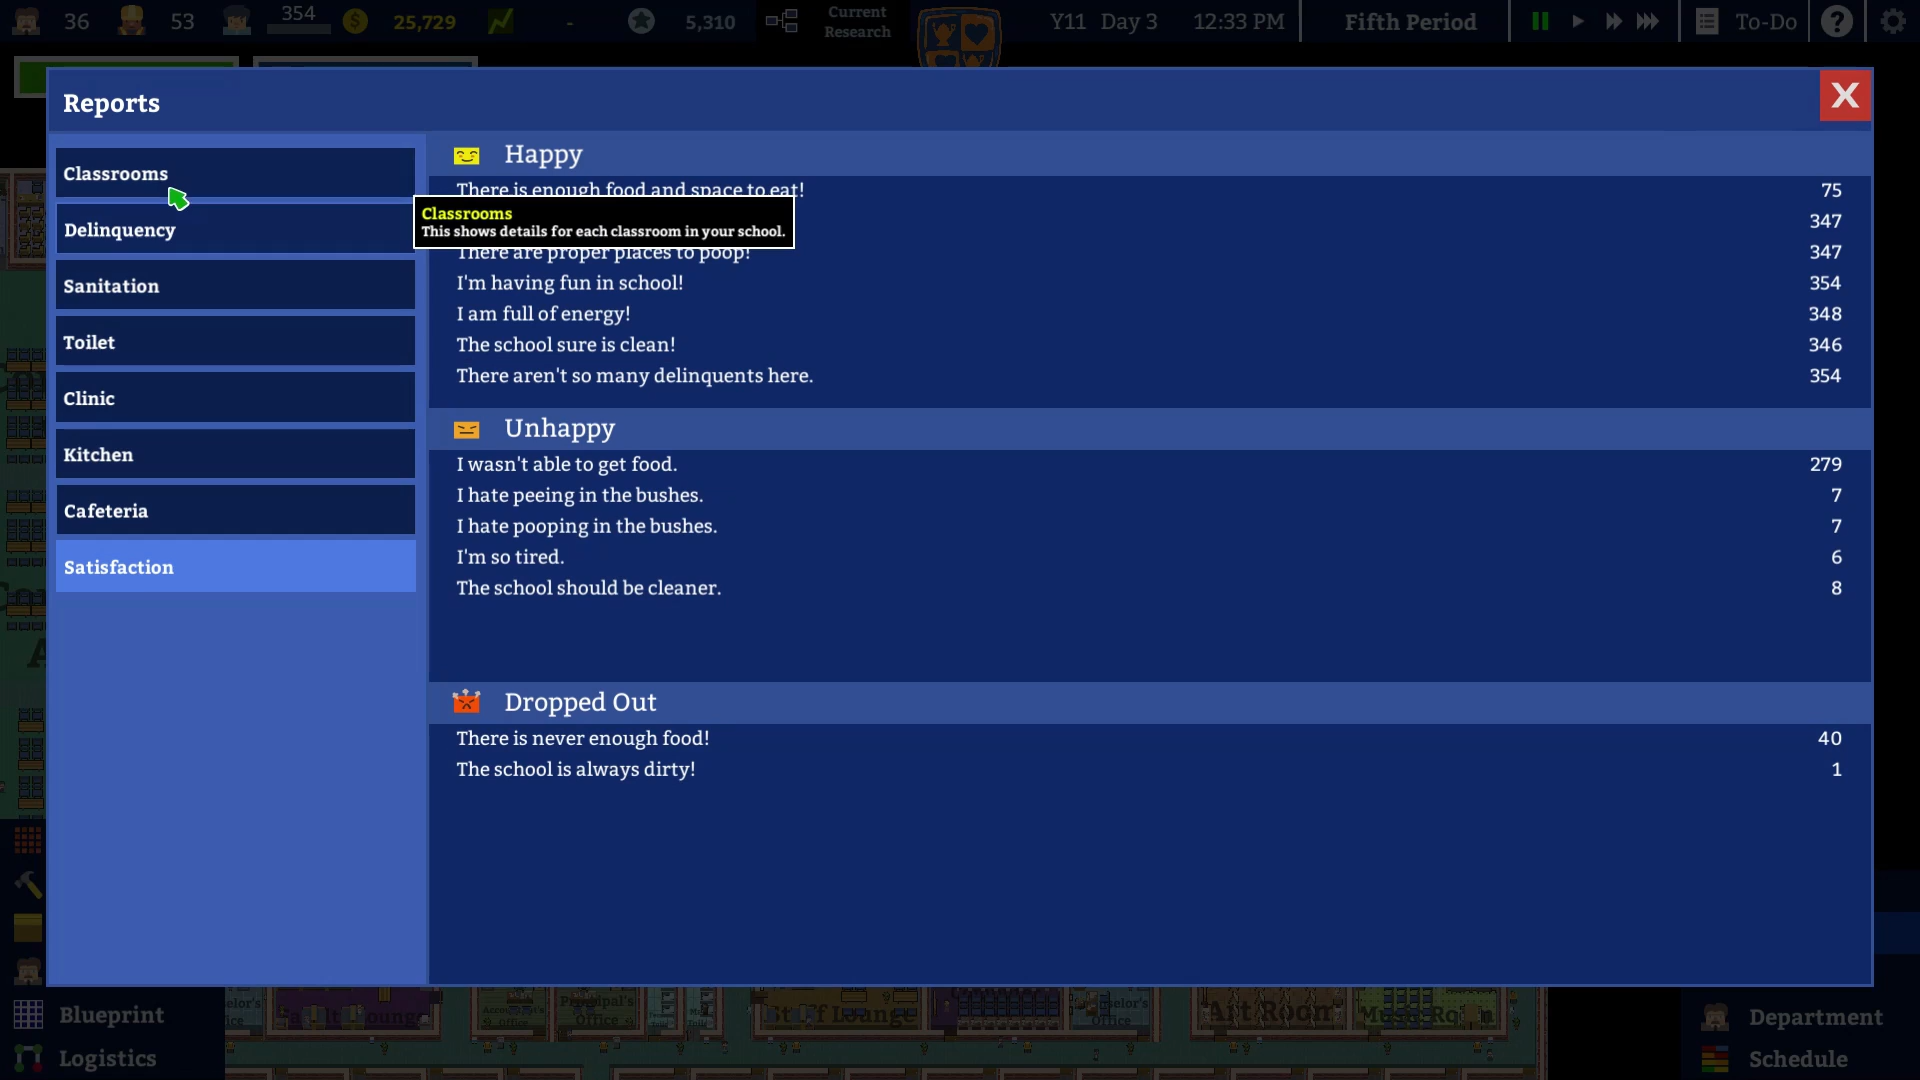 36 53 354 25,729 - 5,310 Current Research Y11 Day 3 12:33 PM Fifth Period To-Do ?
Reports X
Classrooms
Delinquency
Sanitation
Toilet
Clinic
Kitchen
Cafeteria
Satisfaction
Happy
There is enough food and space to eat! 75
Classrooms
This shows details for each classroom in your school.
347
There are proper places to poop! 347
I'm having fun in school! 354
I am full of energy! 348
The school sure is clean! 346
There aren't so many delinquents here. 354
Unhappy
I wasn't able to get food. 279
I hate peeing in the bushes. 7
I hate pooping in the bushes. 7
I'm so tired. 6
The school should be cleaner. 8
Dropped Out
There is never enough food! 40
The school is always dirty! 1
Blueprint
Logistics
Principal's Office
Staff Lounge
Office
Art Room
Music Room
Department
Schedule